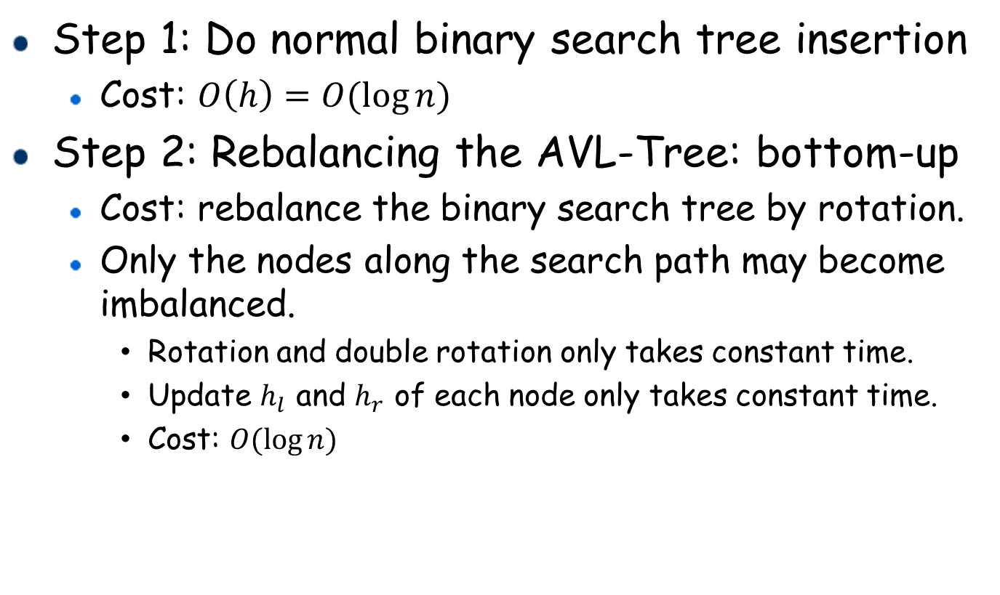 • Step 1: Do normal binary search tree insertion
• Cost: O(h) = O(log n)
• Step 2: Rebalancing the AVL-Tree: bottom-up
• Cost: rebalance the binary search tree by rotation.
• Only the nodes along the search path may become
imbalanced.
• Rotation and double rotation only takes constant time.
• Update h_l and h_r of each node only takes constant time.
• Cost: O(log n)